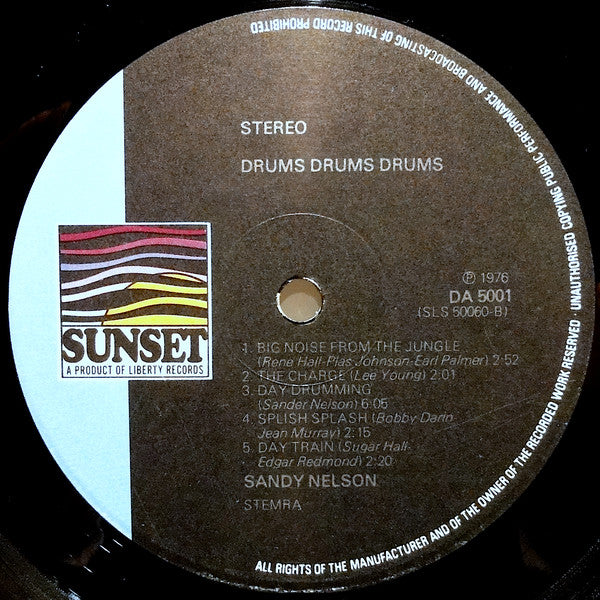 STEREO
DRUMS DRUMS DRUMS
℗ 1976
DA 5001
(SLS 50060-B)
SUNSET
A PRODUCT OF LIBERTY RECORDS
1. BIG NOISE FROM THE JUNGLE
(Rene Hall-Plas Johnson-Earl Palmer) 2:52
2. THE CHARGE (Lee Young) 2:01
3. DAY DRUMMING
(Sander Nelson) 6:05
4. SPLISH SPLASH (Bobby Darin-
Jean Murray) 2:15
5. DAY TRAIN (Sugar Hall-
Edgar Redmond) 2:20
SANDY NELSON
STEMRA
ALL RIGHTS OF THE MANUFACTURER AND OF THE OWNER OF THE RECORDED WORK RESERVED · UNAUTHORISED COPYING PUBLIC PERFORMANCE AND BROADCASTING OF THIS RECORD PROHIBITED